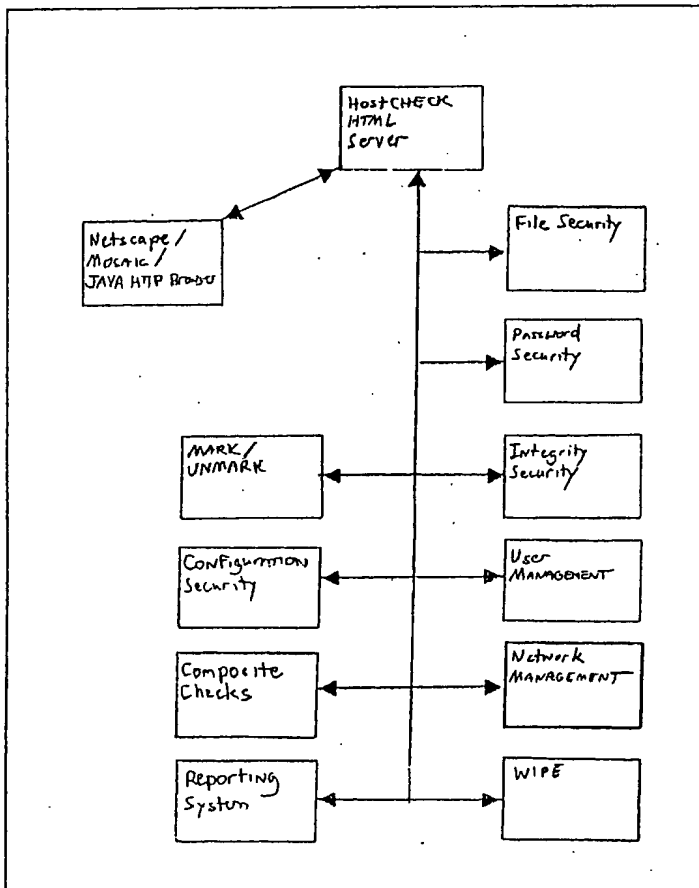 HostCHECK
HTML
Server
Netscape/
MOSAIC/
JAVA HTTP Browser
File Security
Password
Security
MARK/
UNMARK
Integrity
Security
CONFIGURATION
Security
User
MANAGEMENT
Composite
Checks
Network
MANAGEMENT
Reporting
System
WIPE